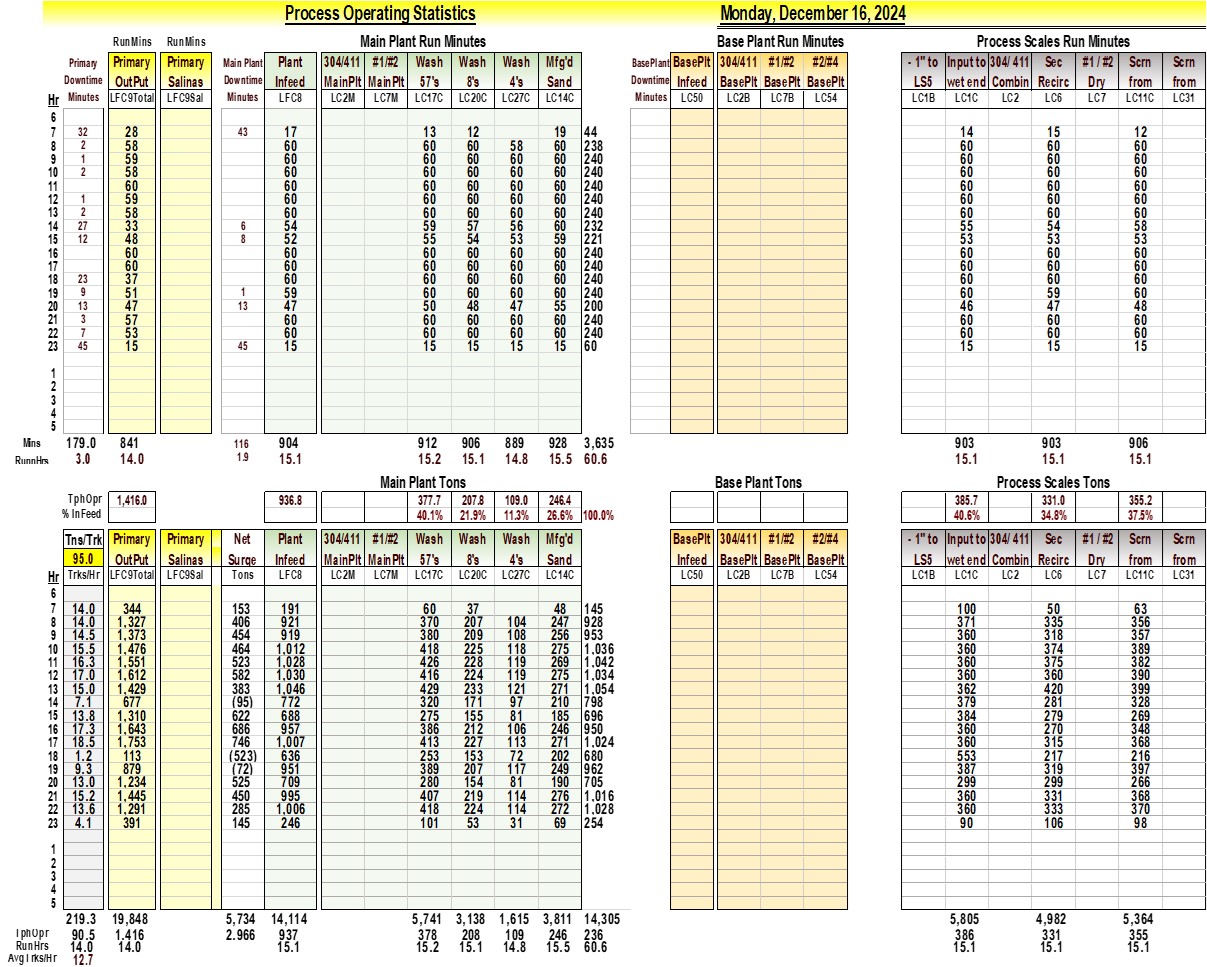 Process Operating Statistics Monday, December 16, 2024
RunMins RunMins Main Plant Run Minutes Base Plant Run Minutes Process Scales Run Minutes
Primary Primary Primary Main Plant Plant 304/411 #1/#2 Wash Wash Wash Mfg'd BasePlant BasePlt 304/411 #1/#2 #2/#4 - 1" to Input to 304/ 411 Sec #1 / #2 Scrn Scrn
Downtime OutPut Salinas Downtime Infeed MainPlt MainPlt 57's 8's 4's Sand Downtime Infeed BasePlt BasePlt BasePlt LS5 wet end Combin Recirc Dry from from
Hr Minutes LFC9Total LFC9Sal Minutes LFC8 LC2M LC7M LC17C LC20C LC27C LC14C Minutes LC50 LC2B LC7B LC54 LC1B LC1C LC2 LC6 LC7 LC11C LC31
6
7 32 28 43 17 13 12 19 44 14 15 12
8 2 58 60 60 60 58 60 238 60 60 60
9 1 59 60 60 60 60 60 240 60 60 60
10 2 58 60 60 60 60 60 240 60 60 60
11 60 60 60 60 60 60 240 60 60 60
12 1 59 60 60 60 60 60 240 60 60 60
13 2 58 60 60 60 60 60 240 60 60 60
14 27 33 6 54 59 57 56 60 232 55 54 58
15 12 48 8 52 55 54 53 59 221 53 53 53
16 60 60 60 60 60 60 240 60 60 60
17 60 60 60 60 60 60 240 60 60 60
18 23 37 60 60 60 60 60 240 60 60 60
19 9 51 1 59 60 60 60 60 240 60 59 60
20 13 47 13 47 50 48 47 55 200 46 47 48
21 3 57 60 60 60 60 60 240 60 60 60
22 7 53 60 60 60 60 60 240 60 60 60
23 45 15 45 15 15 15 15 15 60 15 15 15
1
2
3
4
5
Mins 179.0 841 116 904 912 906 889 928 3,635 903 903 906
RunnHrs 3.0 14.0 1.9 15.1 15.2 15.1 14.8 15.5 60.6 15.1 15.1 15.1
Main Plant Tons Base Plant Tons Process Scales Tons
TphOpr 1,416.0 936.8 377.7 207.8 109.0 246.4 385.7 331.0 355.2
% InFeed 40.1% 21.9% 11.3% 26.6% 100.0% 40.6% 34.8% 37.5%
Tns/Trk Primary Primary Net Plant 304/411 #1/#2 Wash Wash Wash Mfg'd BasePlt 304/411 #1/#2 #2/#4 - 1" to Input to 304/ 411 Sec #1 / #2 Scrn Scrn
95.0 OutPut Salinas Surge Infeed MainPlt MainPlt 57's 8's 4's Sand Infeed BasePlt BasePlt BasePlt LS5 wet end Combin Recirc Dry from from
Hr Trks/Hr LFC9Total LFC9Sal Tons LFC8 LC2M LC7M LC17C LC20C LC27C LC14C LC50 LC2B LC7B LC54 LC1B LC1C LC2 LC6 LC7 LC11C LC31
6
7 14.0 344 153 191 60 37 48 145 100 50 63
8 14.0 1,327 406 921 370 207 104 247 928 371 335 356
9 14.5 1,373 454 919 380 209 108 256 953 360 318 357
10 15.5 1,476 464 1,012 418 225 118 275 1,036 360 374 389
11 16.3 1,551 523 1,028 426 228 119 269 1,042 360 375 382
12 17.0 1,612 582 1,030 416 224 119 275 1,034 360 360 390
13 15.0 1,429 383 1,046 429 233 121 271 1,054 362 420 399
14 7.1 677 (95) 772 320 171 97 210 798 379 281 328
15 13.8 1,310 622 688 275 155 81 185 696 384 279 269
16 17.3 1,643 686 957 386 212 106 246 950 360 270 348
17 18.5 1,753 746 1,007 413 227 113 271 1,024 360 315 368
18 1.2 113 (523) 636 253 153 72 202 680 553 217 216
19 9.3 879 (72) 951 389 207 117 249 962 387 319 397
20 13.0 1,234 525 709 280 154 81 190 705 299 299 266
21 15.2 1,445 450 995 407 219 114 276 1,016 360 331 368
22 13.6 1,291 285 1,006 418 224 114 272 1,028 360 333 370
23 4.1 391 145 246 101 53 31 69 254 90 106 98
1
2
3
4
5
219.3 19,848 5,734 14,114 5,741 3,138 1,615 3,811 14,305 5,805 4,982 5,364
TphOpr 90.5 1,416 2.966 937 378 208 109 246 236 386 331 355
RunHrs 14.0 14.0 15.1 15.2 15.1 14.8 15.5 60.6 15.1 15.1 15.1
AvgTrks/Hr 12.7